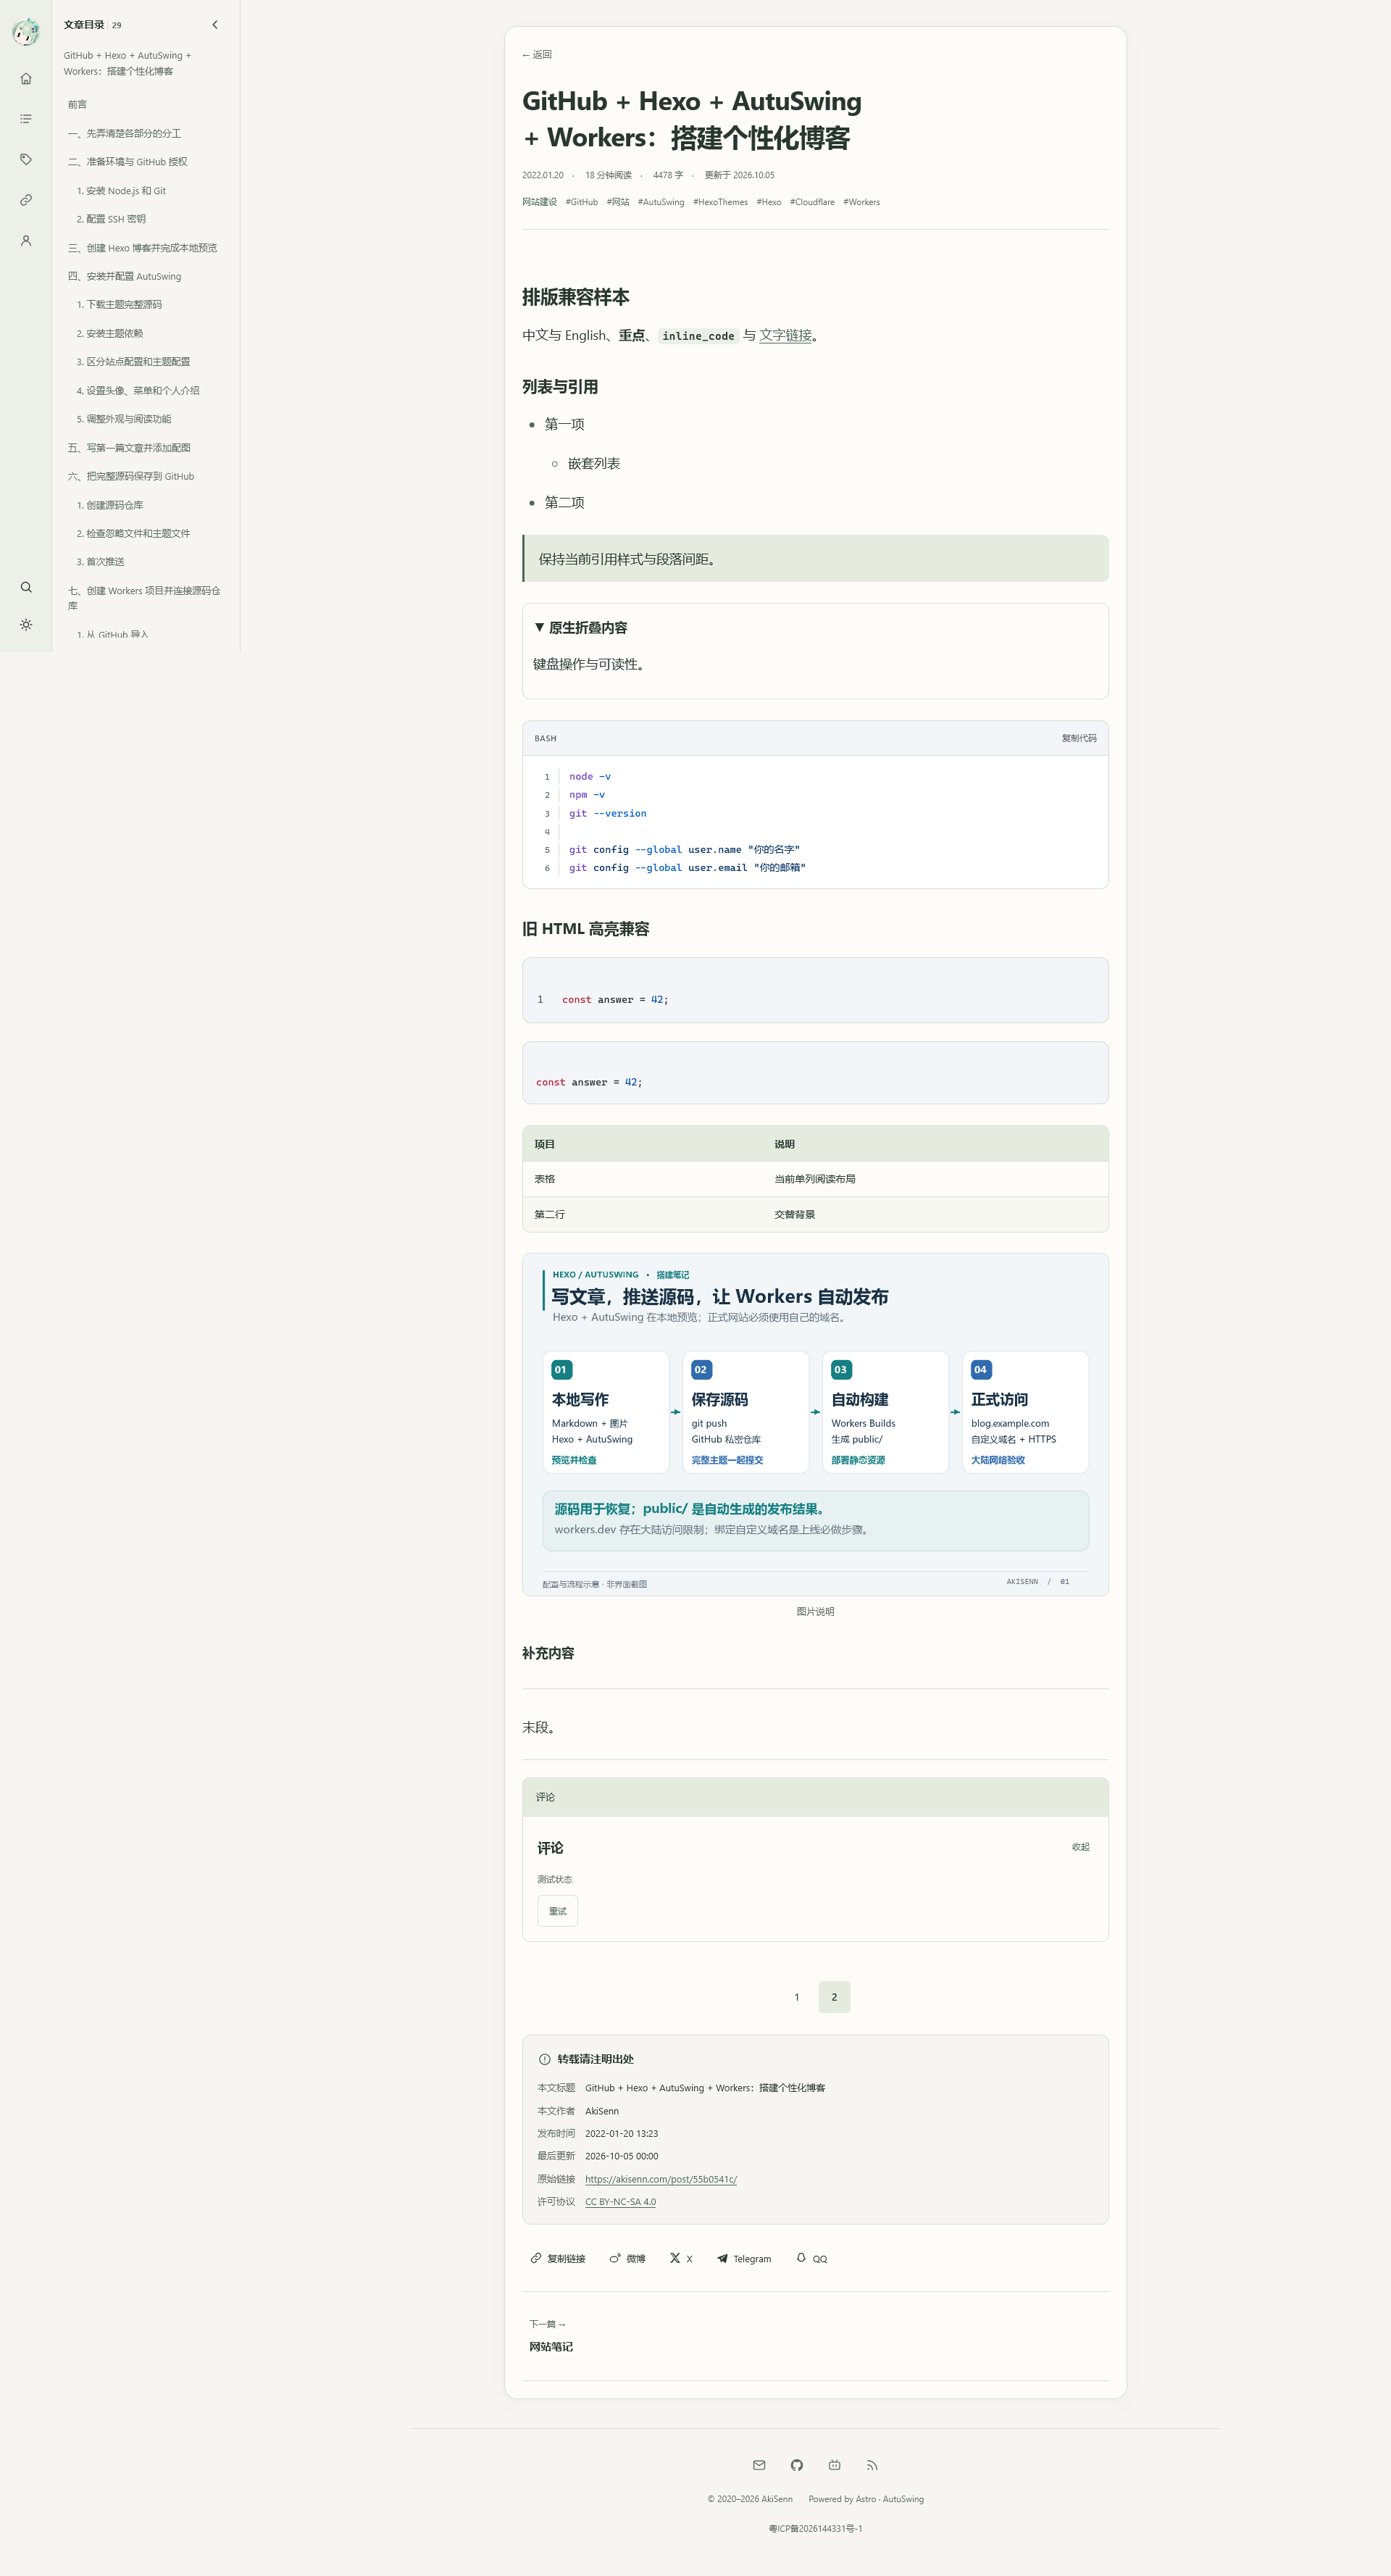 文章目录 29
GitHub + Hexo + AutuSwing +
Workers：搭建个性化博客
前言
一、先弄清楚各部分的分工
二、准备环境与 GitHub 授权
1. 安装 Node.js 和 Git
2. 配置 SSH 密钥
三、创建 Hexo 博客并完成本地预览
四、安装并配置 AutuSwing
1. 下载主题完整源码
2. 安装主题依赖
3. 区分站点配置和主题配置
4. 设置头像、菜单和个人介绍
5. 调整外观与阅读功能
五、写第一篇文章并添加配图
六、把完整源码保存到 GitHub
1. 创建源码仓库
2. 检查忽略文件和主题文件
3. 首次推送
七、创建 Workers 项目并连接源码仓
库
1. 从 GitHub 导入
← 返回
GitHub + Hexo + AutuSwing
+ Workers：搭建个性化博客
2022.01.20 · 18 分钟阅读 · 4478 字 · 更新于 2026.10.05
网站建设 #GitHub #网站 #AutuSwing #HexoThemes #Hexo #Cloudflare #Workers
排版兼容样本
中文与 English、重点、inline_code 与 文字链接。
列表与引用
• 第一项
◦ 嵌套列表
• 第二项
保持当前引用样式与段落间距。
▼ 原生折叠内容
键盘操作与可读性。
BASH 复制代码
1 node -v
2 npm -v
3 git --version
4
5 git config --global user.name "你的名字"
6 git config --global user.email "你的邮箱"
旧 HTML 高亮兼容
1 const answer = 42;
const answer = 42;
项目 说明
表格 当前单列阅读布局
第二行 交替背景
HEXO / AUTUSWING • 搭建笔记
写文章，推送源码，让 Workers 自动发布
Hexo + AutuSwing 在本地预览；正式网站必须使用自己的域名。
01
本地写作
Markdown + 图片
Hexo + AutuSwing
预览并检查
02
保存源码
git push
GitHub 私密仓库
完整主题一起提交
03
自动构建
Workers Builds
生成 public/
部署静态资源
04
正式访问
blog.example.com
自定义域名 + HTTPS
大陆网络验收
源码用于恢复；public/ 是自动生成的发布结果。
workers.dev 存在大陆访问限制；绑定自定义域名是上线必做步骤。
配置与流程示意 · 非界面截图 AKISENN / 01
图片说明
补充内容
末段。
评论
评论 收起
测试状态
重试
1 2
转载请注明出处
本文标题 GitHub + Hexo + AutuSwing + Workers：搭建个性化博客
本文作者 AkiSenn
发布时间 2022-01-20 13:23
最后更新 2026-10-05 00:00
原始链接 https://akisenn.com/post/55b0541c/
许可协议 CC BY-NC-SA 4.0
复制链接 微博 X Telegram QQ
下一篇 →
网站笔记
© 2020–2026 AkiSenn Powered by Astro · AutuSwing
粤ICP备2026144331号-1